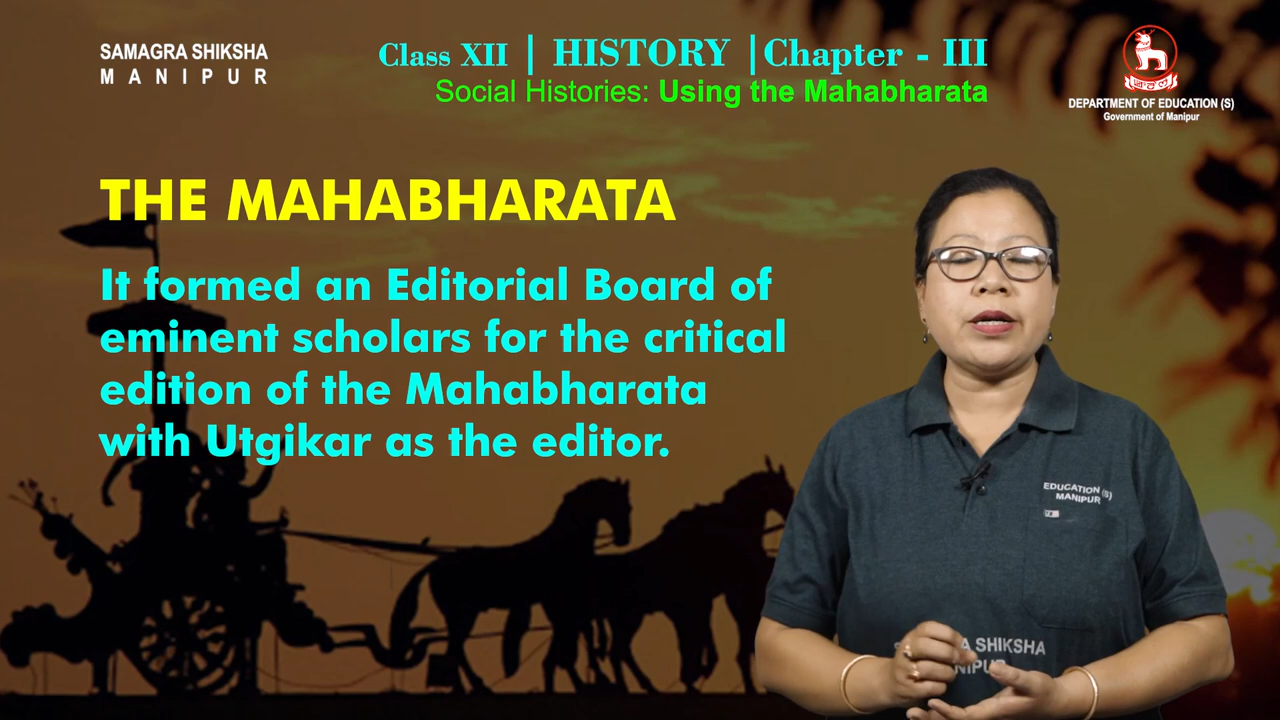 SAMAGRA SHIKSHA
MANIPUR
Class XII | HISTORY | Chapter - III
Social Histories: Using the Mahabharata
DEPARTMENT OF EDUCATION (S)
Government of Manipur
THE MAHABHARATA
It formed an Editorial Board of
eminent scholars for the critical
edition of the Mahabharata
with Utgikar as the editor.
EDUCATION (S)
MANIPUR
SHIKSHA